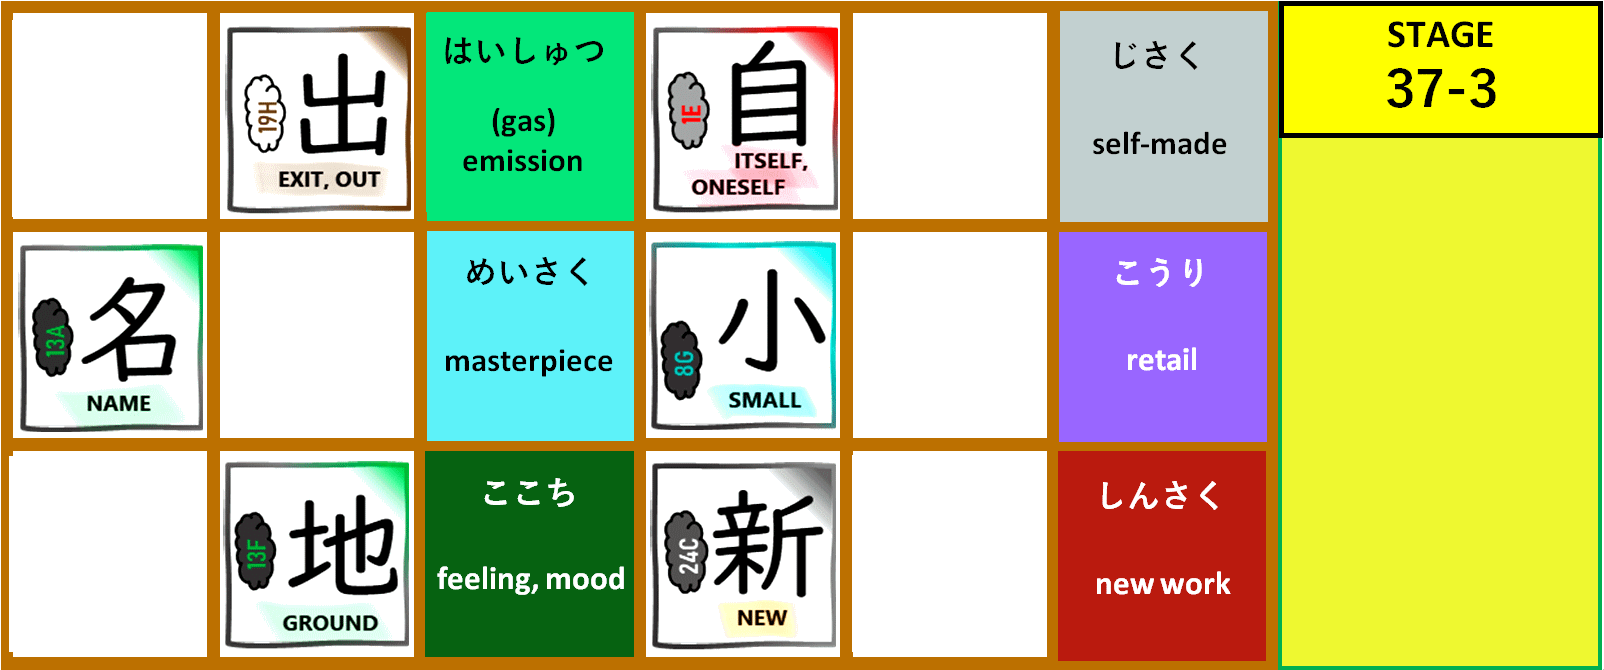 19H
出
EXIT, OUT
はいしゅつ
(gas)
emission
1E
自
ITSELF,
ONESELF
じさく
self-made
STAGE
37-3
13A
名
NAME
めいさく
masterpiece
8G
小
SMALL
こうり
retail
13F
地
GROUND
ここち
feeling, mood
24C
新
NEW
しんさく
new work